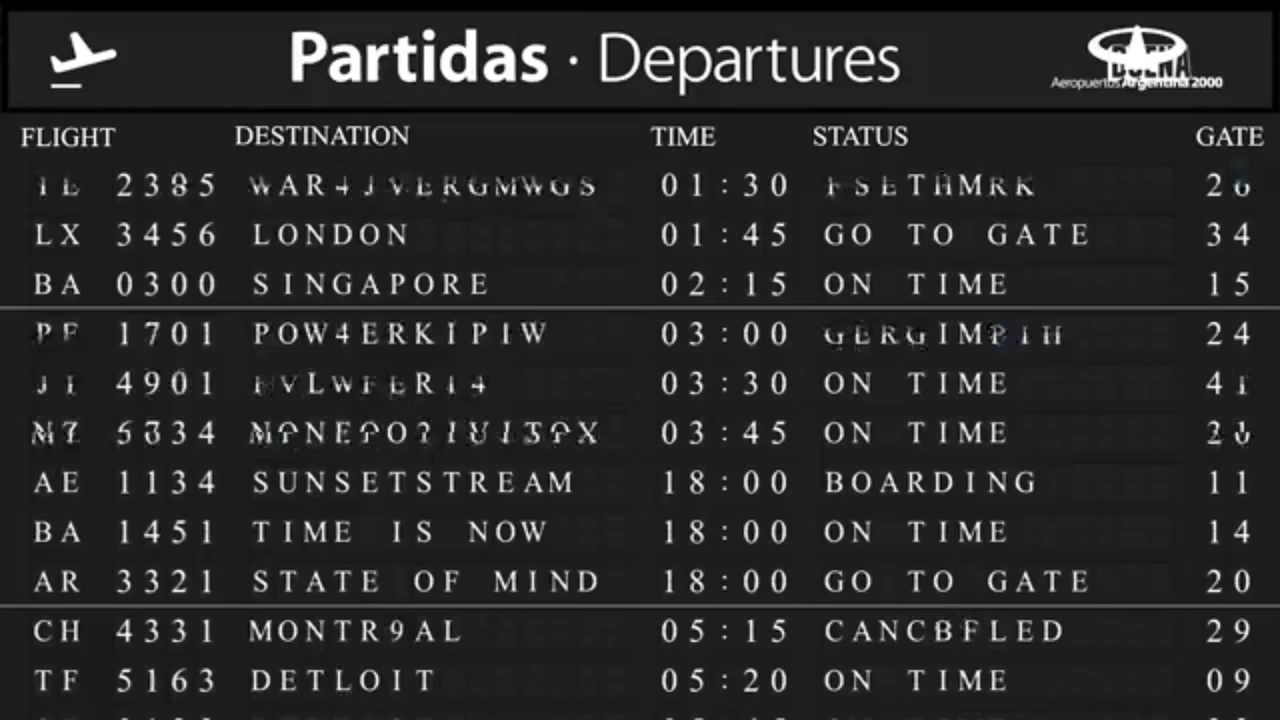 Partidas · Departures
Aeropuertos Argentina 2000
FLIGHT DESTINATION TIME STATUS GATE
2385 01:30
LX 3456 LONDON 01:45 GO TO GATE 34
BA 0300 SINGAPORE 02:15 ON TIME 15
1701 POW4ERKIPIW 03:00 24
4901 03:30 ON TIME
03:45 ON TIME
AE 1134 SUNSETSTREAM 18:00 BOARDING 11
BA 1451 TIME IS NOW 18:00 ON TIME 14
AR 3321 STATE OF MIND 18:00 GO TO GATE 20
CH 4331 MONTR9AL 05:15 CANCBFLED 29
TF 5163 DETLOIT 05:20 ON TIME 09